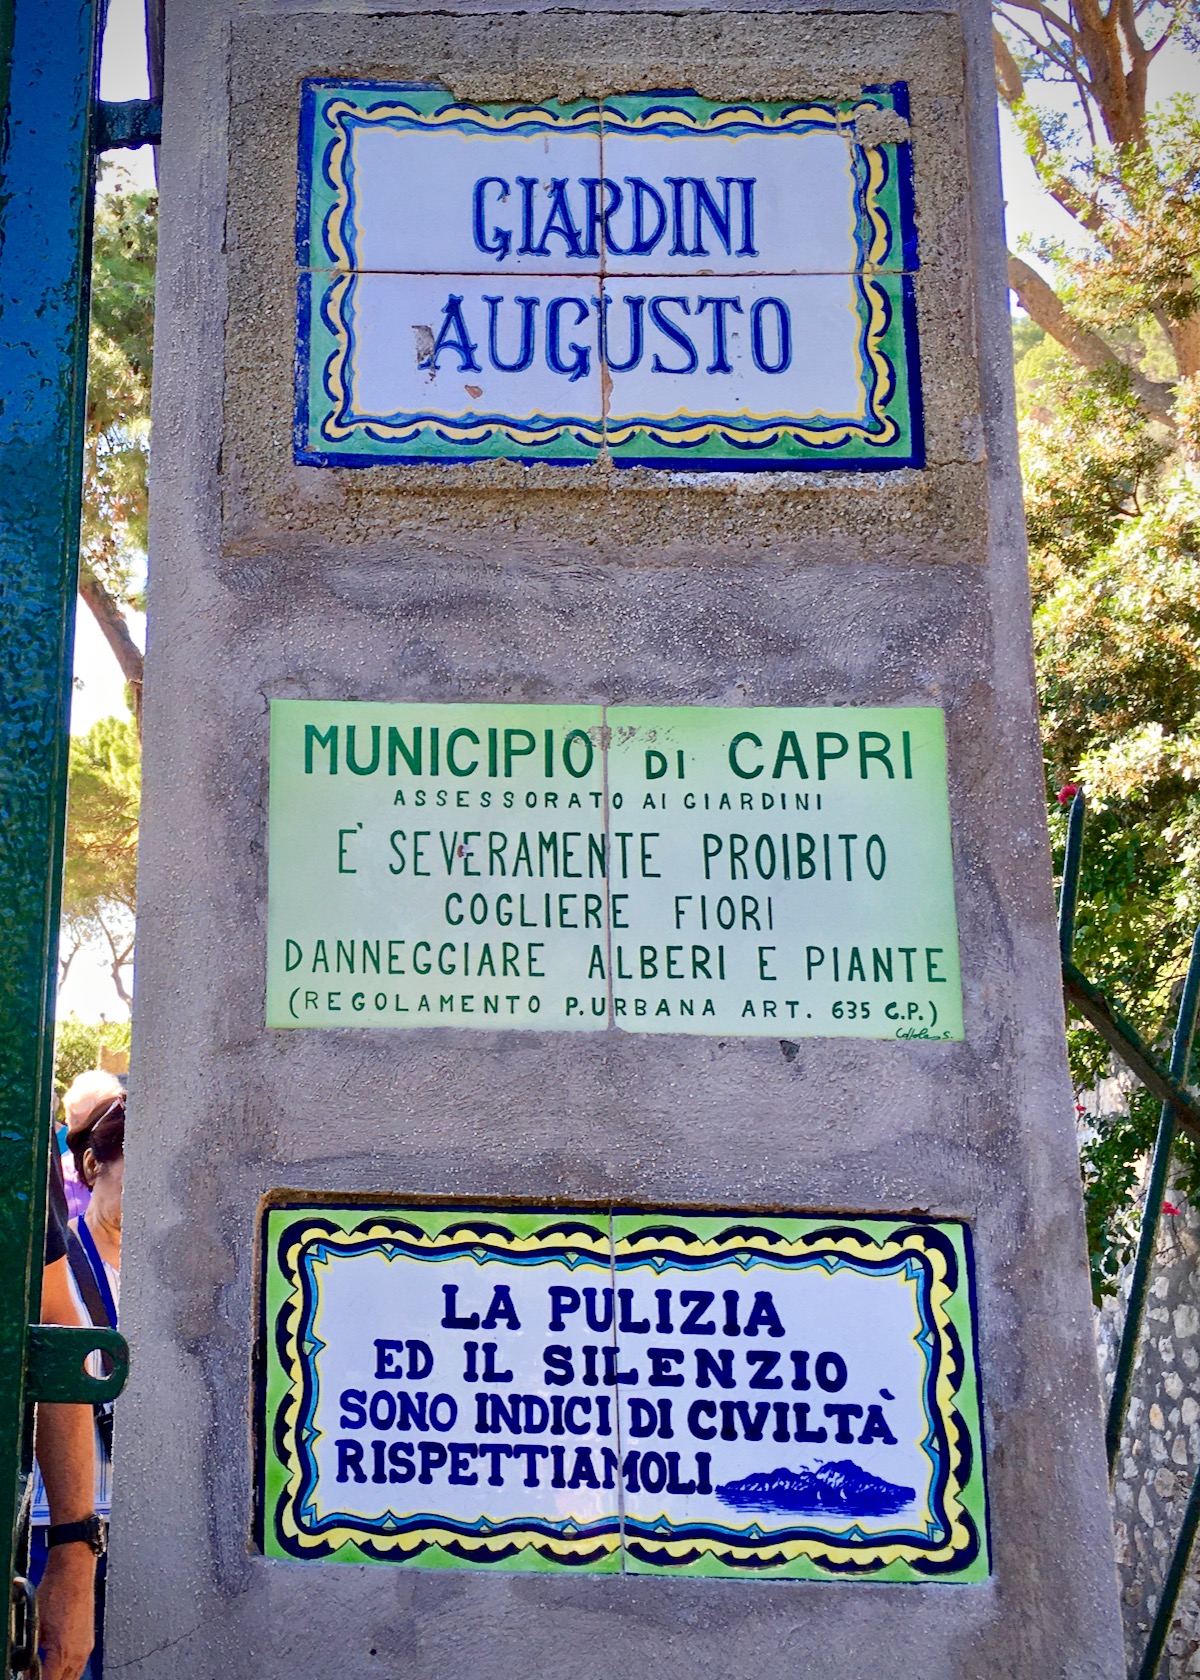 GIARDINI
AUGUSTO
MUNICIPIO DI CAPRI
ASSESSORATO AI GIARDINI
E' SEVERAMENTE PROIBITO
COGLIERE FIORI
DANNEGGIARE ALBERI E PIANTE
(REGOLAMENTO P.URBANA ART. 635 C.P.)
LA PULIZIA
ED IL SILENZIO
SONO INDICI DI CIVILTÀ
RISPETTIAMOLI